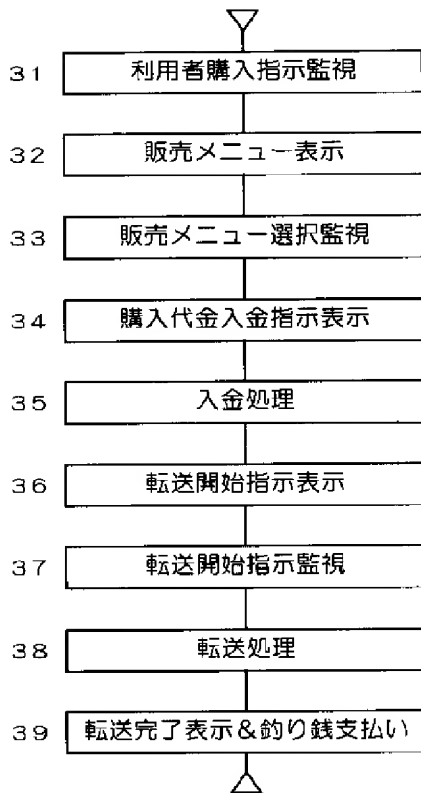 31 利用者購入指示監視
32 販売メニュー表示
33 販売メニュー選択監視
34 購入代金入金指示表示
35 入金処理
36 転送開始指示表示
37 転送開始指示監視
38 転送処理
39 転送完了表示&釣り銭支払い